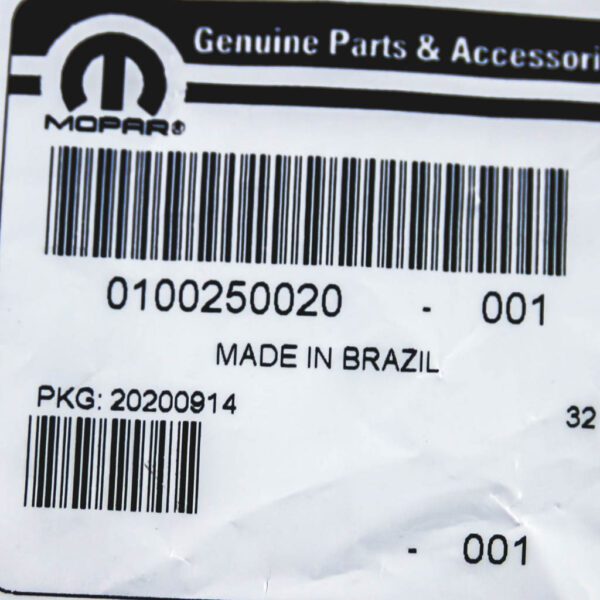 Genuine Parts & Accessori
MOPAR®
0100250020 - 001
MADE IN BRAZIL
PKG: 20200914
32
- 001